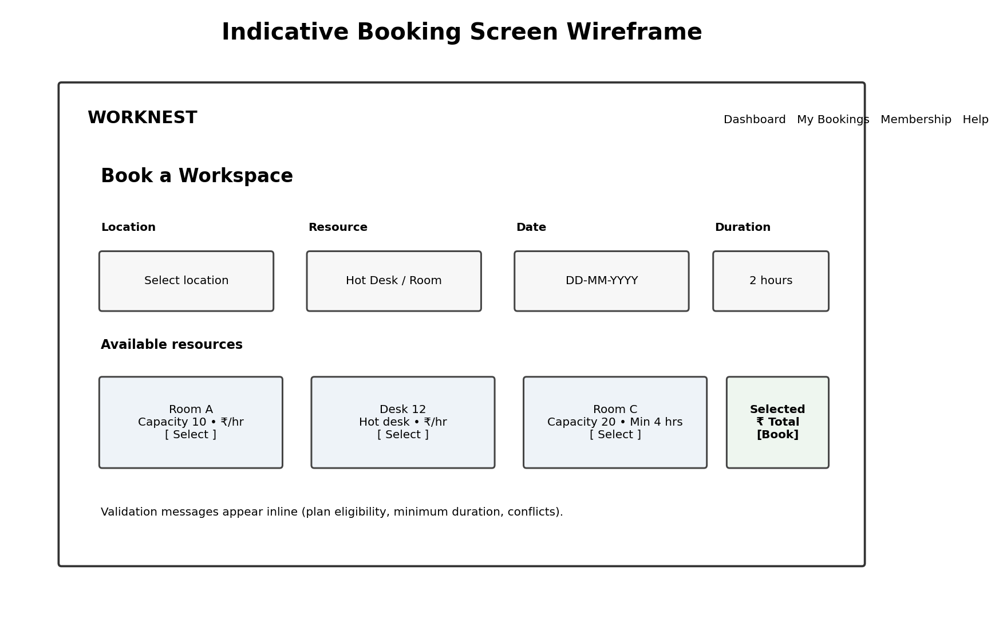 Indicative Booking Screen Wireframe
WORKNEST
Dashboard My Bookings Membership Help
Book a Workspace
Location
Resource
Date
Duration
Select location
Hot Desk / Room
DD-MM-YYYY
2 hours
Available resources
Room A
Capacity 10 • ₹/hr
[ Select ]
Desk 12
Hot desk • ₹/hr
[ Select ]
Room C
Capacity 20 • Min 4 hrs
[ Select ]
Selected
₹ Total
[Book]
Validation messages appear inline (plan eligibility, minimum duration, conflicts).